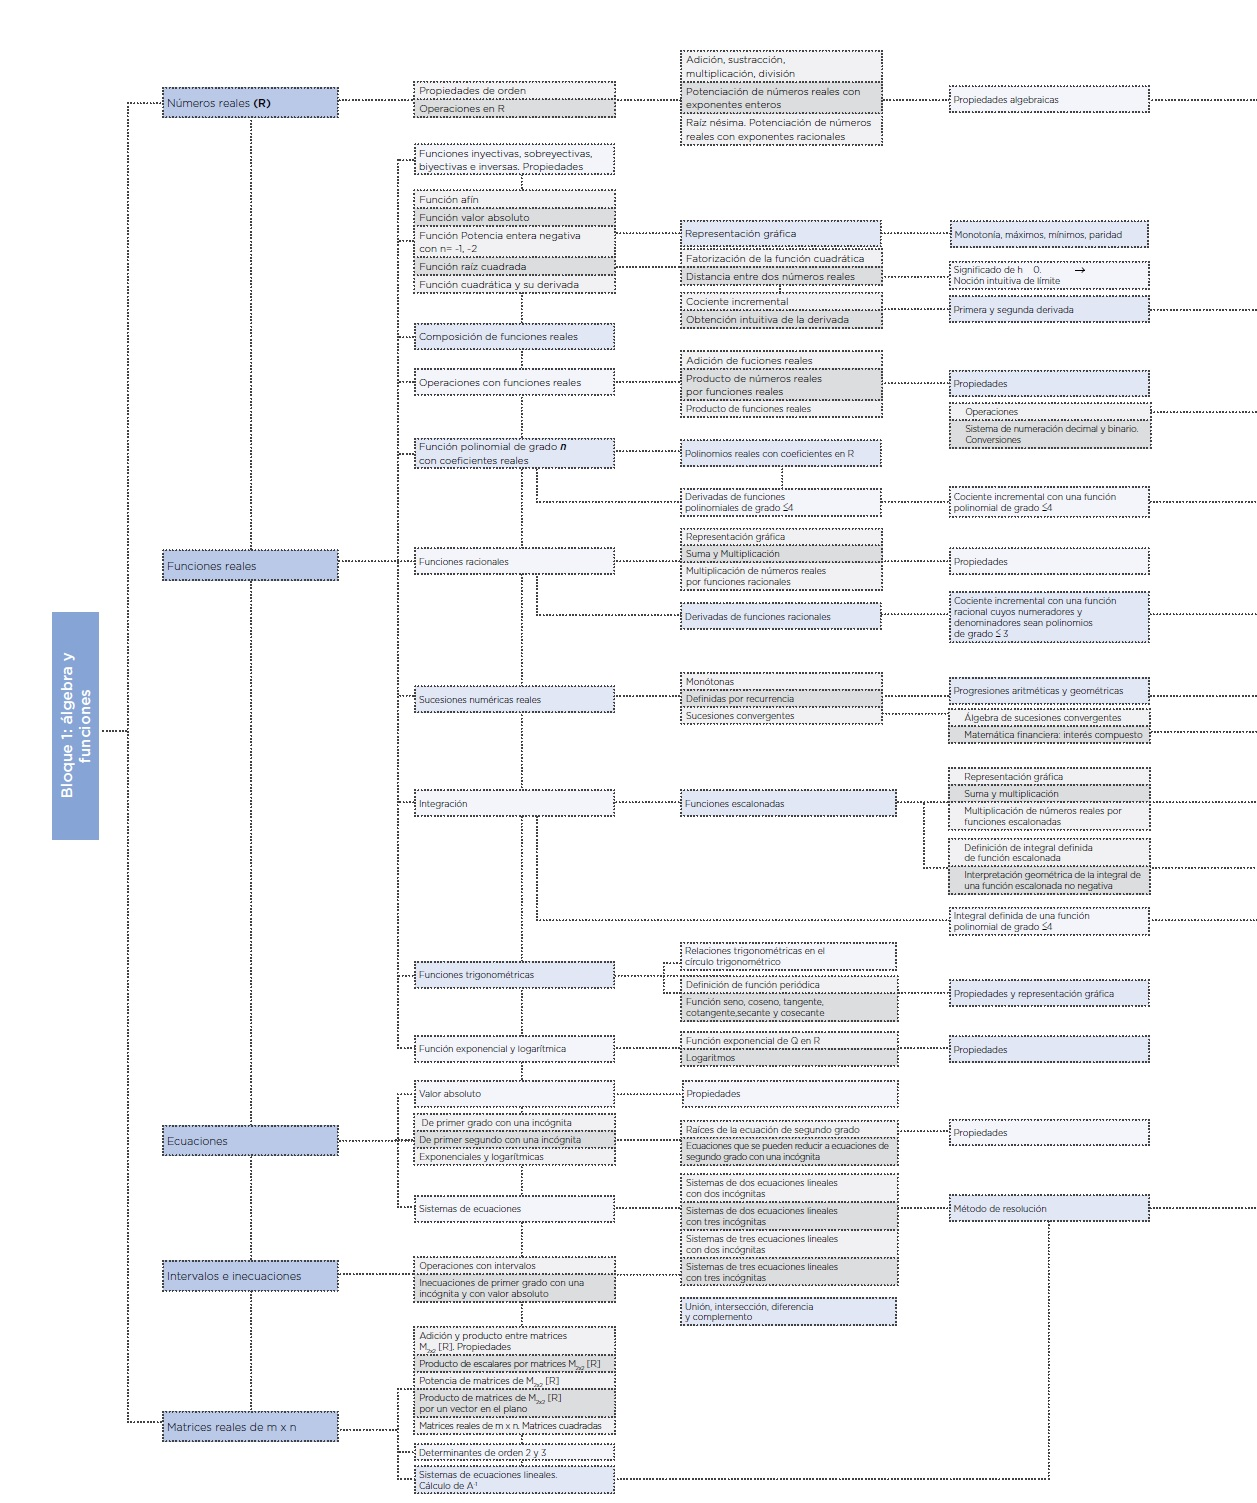 Bloque 1: álgebra y
funciones
Números reales (R)
Propiedades de orden
Operaciones en R
Adición, sustracción,
multiplicación, división
Potenciación de números reales con
exponentes enteros
Raíz nésima. Potenciación de números
reales con exponentes racionales
Propiedades algebraicas
Funciones reales
Funciones inyectivas, sobreyectivas,
biyectivas e inversas. Propiedades
Función afín
Función valor absoluto
Función Potencia entera negativa
con n= -1, -2
Función raíz cuadrada
Función cuadrática y su derivada
Representación gráfica
Monotonía, máximos, mínimos, paridad
Fatorización de la función cuadrática
Distancia entre dos números reales
Significado de h 0. →
Noción intuitiva de límite
Cociente incremental
Obtención intuitiva de la derivada
Primera y segunda derivada
Composición de funciones reales
Operaciones con funciones reales
Adición de fuciones reales
Producto de números reales
por funciones reales
Producto de funciones reales
Propiedades
Operaciones
Sistema de numeración decimal y binario.
Conversiones
Función polinomial de grado n
con coeficientes reales
Polinomios reales con coeficientes en R
Derivadas de funciones
polinomiales de grado ≤4
Cociente incremental con una función
polinomial de grado ≤4
Funciones racionales
Representación gráfica
Suma y Multiplicación
Multiplicación de números reales
por funciones racionales
Propiedades
Derivadas de funciones racionales
Cociente incremental con una función
racional cuyos numeradores y
denominadores sean polinomios
de grado ≤ 3
Sucesiones numéricas reales
Monótonas
Definidas por recurrencia
Sucesiones convergentes
Progresiones aritméticas y geométricas
Álgebra de sucesiones convergentes
Matemática financiera: interés compuesto
Integración
Funciones escalonadas
Representación gráfica
Suma y multiplicación
Multiplicación de números reales por
funciones escalonadas
Definición de integral definida
de función escalonada
Interpretación geométrica de la integral de
una función escalonada no negativa
Integral definida de una función
polinomial de grado ≤4
Funciones trigonométricas
Relaciones trigonométricas en el
círculo trigonométrico
Definición de función periódica
Función seno, coseno, tangente,
cotangente,secante y cosecante
Propiedades y representación gráfica
Función exponencial y logarítmica
Función exponencial de Q en R
Logaritmos
Propiedades
Ecuaciones
Valor absoluto
Propiedades
De primer grado con una incógnita
De primer segundo con una incógnita
Exponenciales y logarítmicas
Raíces de la ecuación de segundo grado
Ecuaciones que se pueden reducir a ecuaciones de
segundo grado con una incógnita
Propiedades
Sistemas de ecuaciones
Sistemas de dos ecuaciones lineales
con dos incógnitas
Sistemas de dos ecuaciones lineales
con tres incógnitas
Sistemas de tres ecuaciones lineales
con dos incógnitas
Sistemas de tres ecuaciones lineales
con tres incógnitas
Método de resolución
Intervalos e inecuaciones
Operaciones con intervalos
Inecuaciones de primer grado con una
incógnita y con valor absoluto
Unión, intersección, diferencia
y complemento
Matrices reales de m x n
Adición y producto entre matrices
M2x2 [R]. Propiedades
Producto de escalares por matrices M2x2 [R]
Potencia de matrices de M2x2 [R]
Producto de matrices de M2x2 [R]
por un vector en el plano
Matrices reales de m x n. Matrices cuadradas
Determinantes de orden 2 y 3
Sistemas de ecuaciones lineales.
Cálculo de A-1